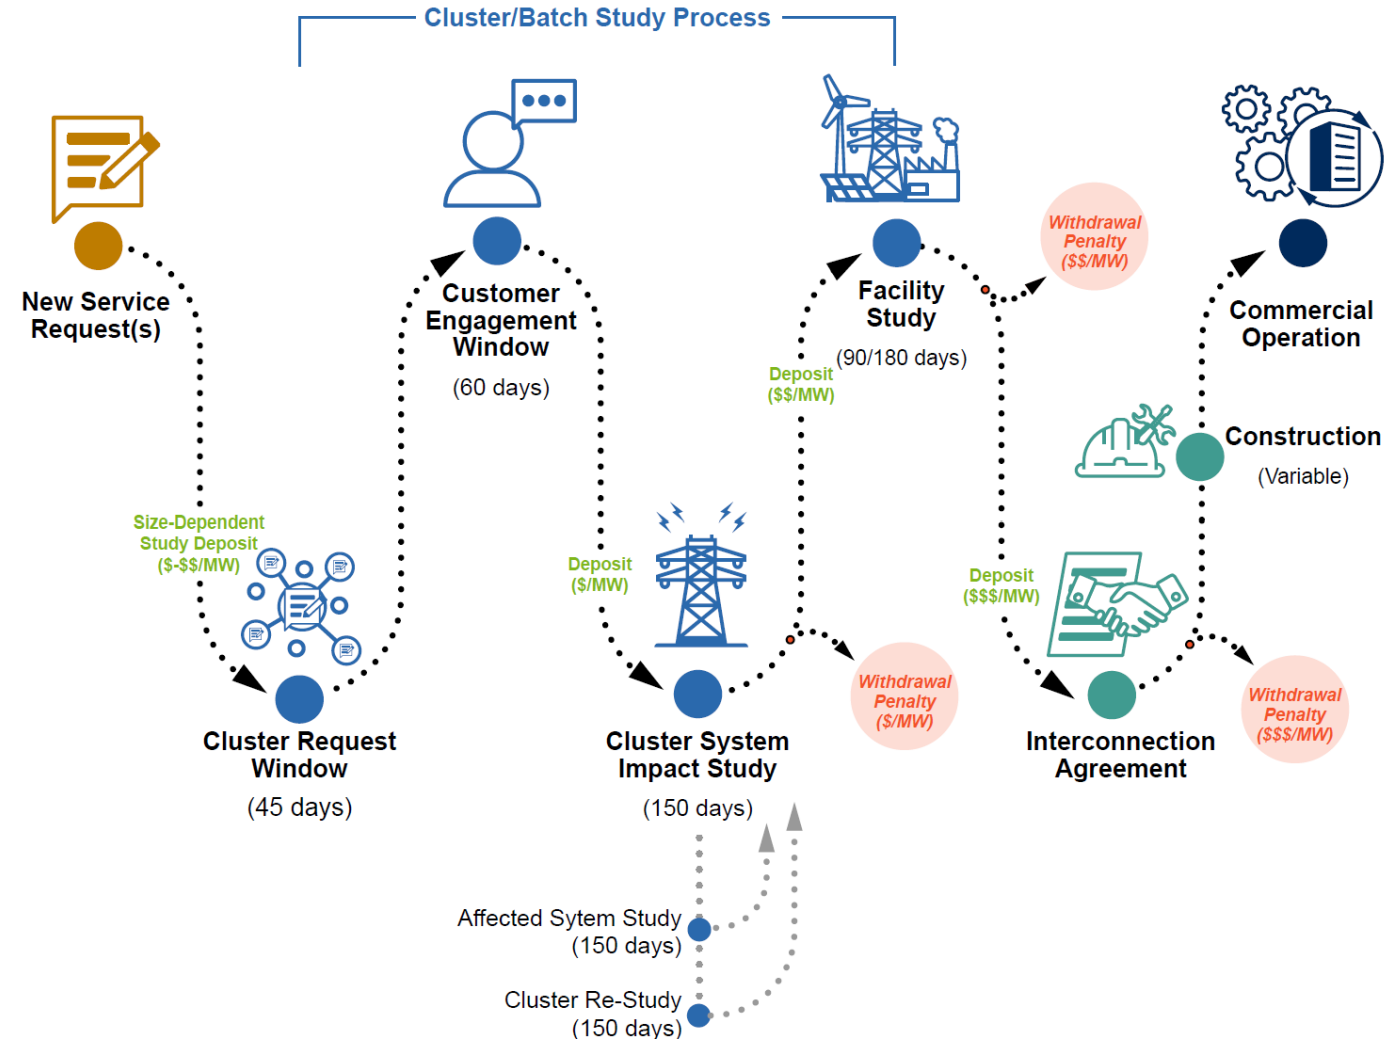 Cluster/Batch Study Process
New Service
Request(s)
Size-Dependent
Study Deposit
($-$$/MW)
Cluster Request
Window
(45 days)
Customer
Engagement
Window
(60 days)
Deposit
($/MW)
Cluster System
Impact Study
(150 days)
Affected Sytem Study
(150 days)
Cluster Re-Study
(150 days)
Withdrawal
Penalty
($/MW)
Deposit
($$/MW)
Facility
Study
(90/180 days)
Withdrawal
Penalty
($$/MW)
Deposit
($$$/MW)
Interconnection
Agreement
Withdrawal
Penalty
($$$/MW)
Construction
(Variable)
Commercial
Operation